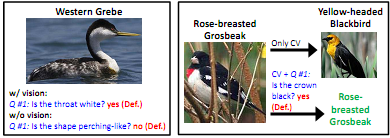 Western Grebe
w/ vision:
Q #1: Is the throat white? yes (Def.)
w/o vision:
Q #1: Is the shape perching-like? no (Def.)
Rose-breasted
Grosbeak
Only CV
CV + Q #1:
Is the crown
black? yes
(Def.)
Yellow-headed
Blackbird
Rose-breasted
Grosbeak